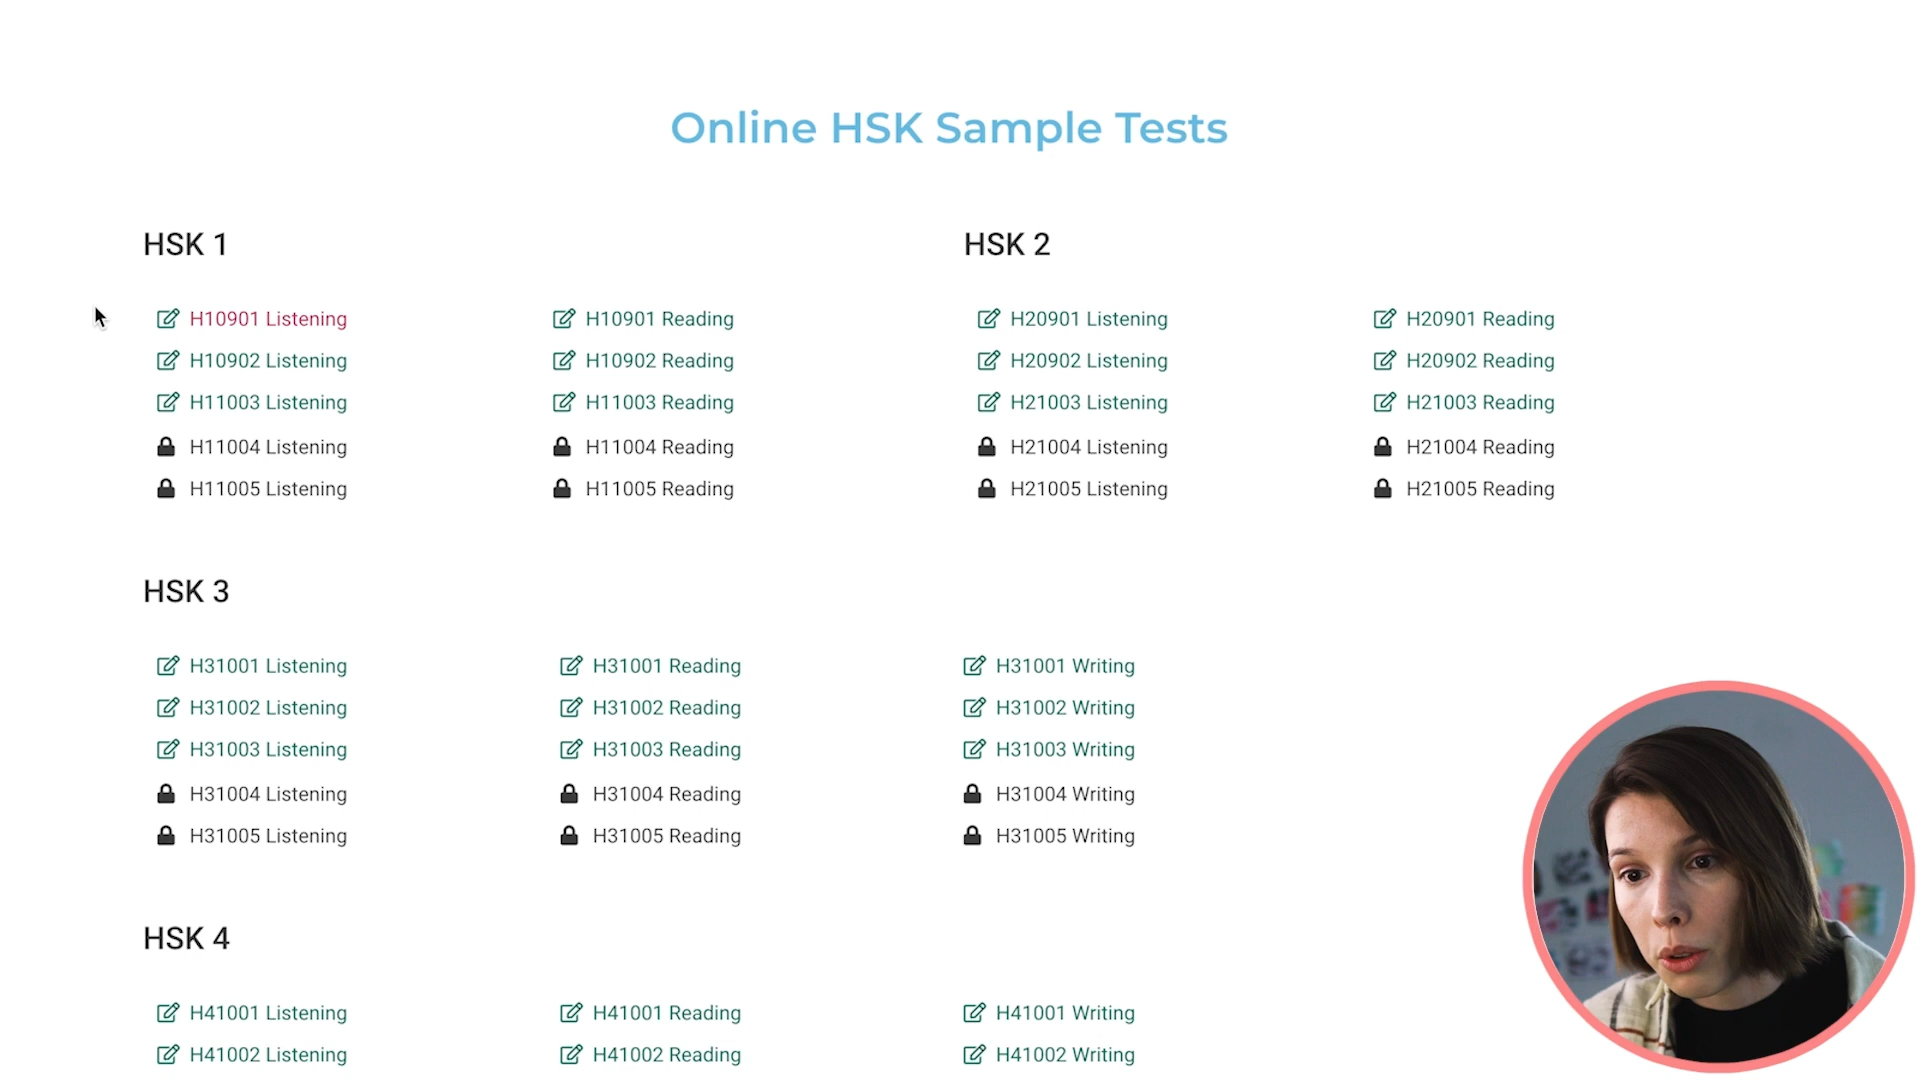 Online HSK Sample Tests
HSK 1
H10901 Listening
H10902 Listening
H11003 Listening
H11004 Listening
H11005 Listening
H10901 Reading
H10902 Reading
H11003 Reading
H11004 Reading
H11005 Reading
HSK 2
H20901 Listening
H20902 Listening
H21003 Listening
H21004 Listening
H21005 Listening
H20901 Reading
H20902 Reading
H21003 Reading
H21004 Reading
H21005 Reading
HSK 3
H31001 Listening
H31002 Listening
H31003 Listening
H31004 Listening
H31005 Listening
H31001 Reading
H31002 Reading
H31003 Reading
H31004 Reading
H31005 Reading
H31001 Writing
H31002 Writing
H31003 Writing
H31004 Writing
H31005 Writing
HSK 4
H41001 Listening
H41002 Listening
H41001 Reading
H41002 Reading
H41001 Writing
H41002 Writing